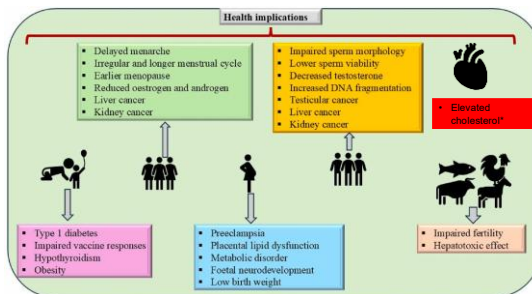 Health implications
▪ Delayed menarche
▪ Irregular and longer menstrual cycle
▪ Earlier menopause
▪ Reduced oestrogen and androgen
▪ Liver cancer
▪ Kidney cancer
▪ Impaired sperm morphology
▪ Lower sperm viability
▪ Decreased testosterone
▪ Increased DNA fragmentation
▪ Testicular cancer
▪ Liver cancer
▪ Kidney cancer
• Elevated
cholesterol*
▪ Type 1 diabetes
▪ Impaired vaccine responses
▪ Hypothyroidism
▪ Obesity
▪ Preeclampsia
▪ Placental lipid dysfunction
▪ Metabolic disorder
▪ Foetal neurodevelopment
▪ Low birth weight
▪ Impaired fertility
▪ Hepatotoxic effect